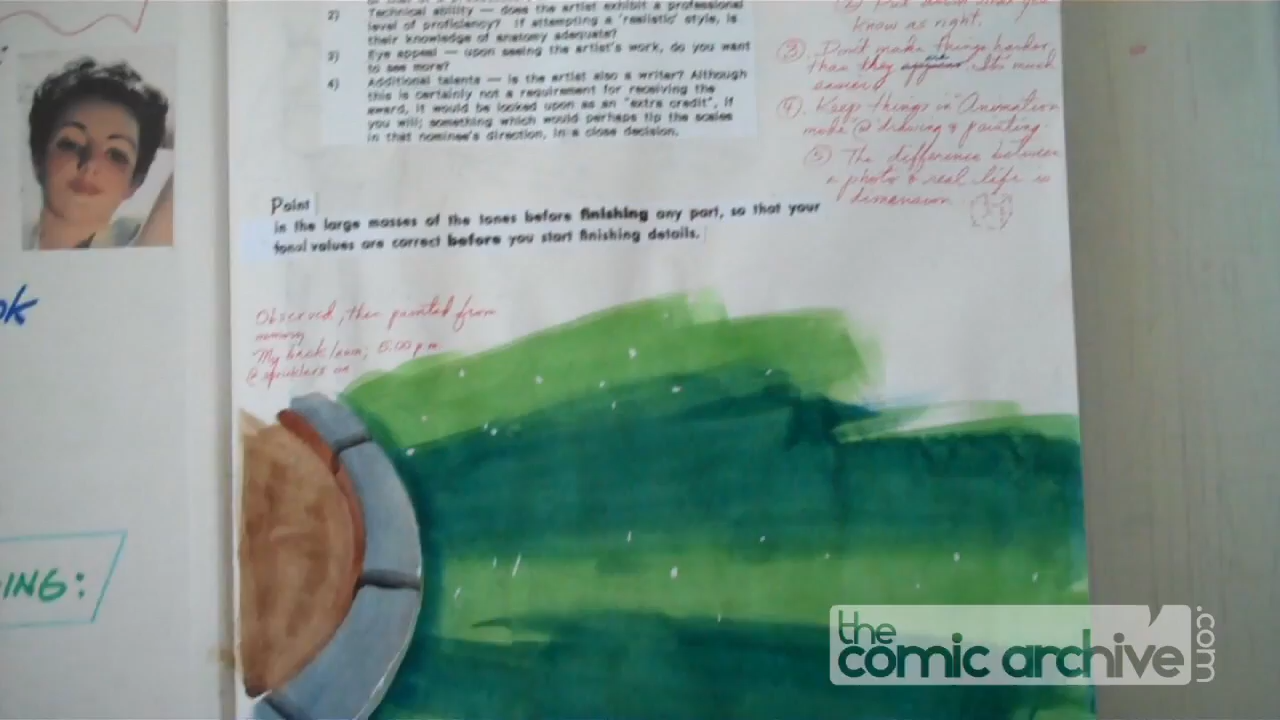 2) Technical ability — does the artist exhibit a professional
level of proficiency? If attempting a 'realistic' style, is
their knowledge of anatomy adequate?
3) Eye appeal — upon seeing the artist's work, do you want
to see more?
4) Additional talents — is the artist also a writer? Although
this is certainly not a requirement for receiving the
award, it would be looked upon as an "extra credit", if
you will; something which would perhaps tip the scales
in that nominee's direction, in a close decision.
know as right.
③ Don't make things harder
than they are. It's much
easier
④. Keep things in "Animation
mode" @ drawing & painting.
⑤ The difference between
a photo & real life is
dimension
Paint
in the large masses of the tones before finishing any part, so that your
tonal values are correct before you start finishing details.
Observed, then painted from
memory
My back lawn; 5:00 pm
@ sprinklers on
OK
ING:
the
comic archive
.com